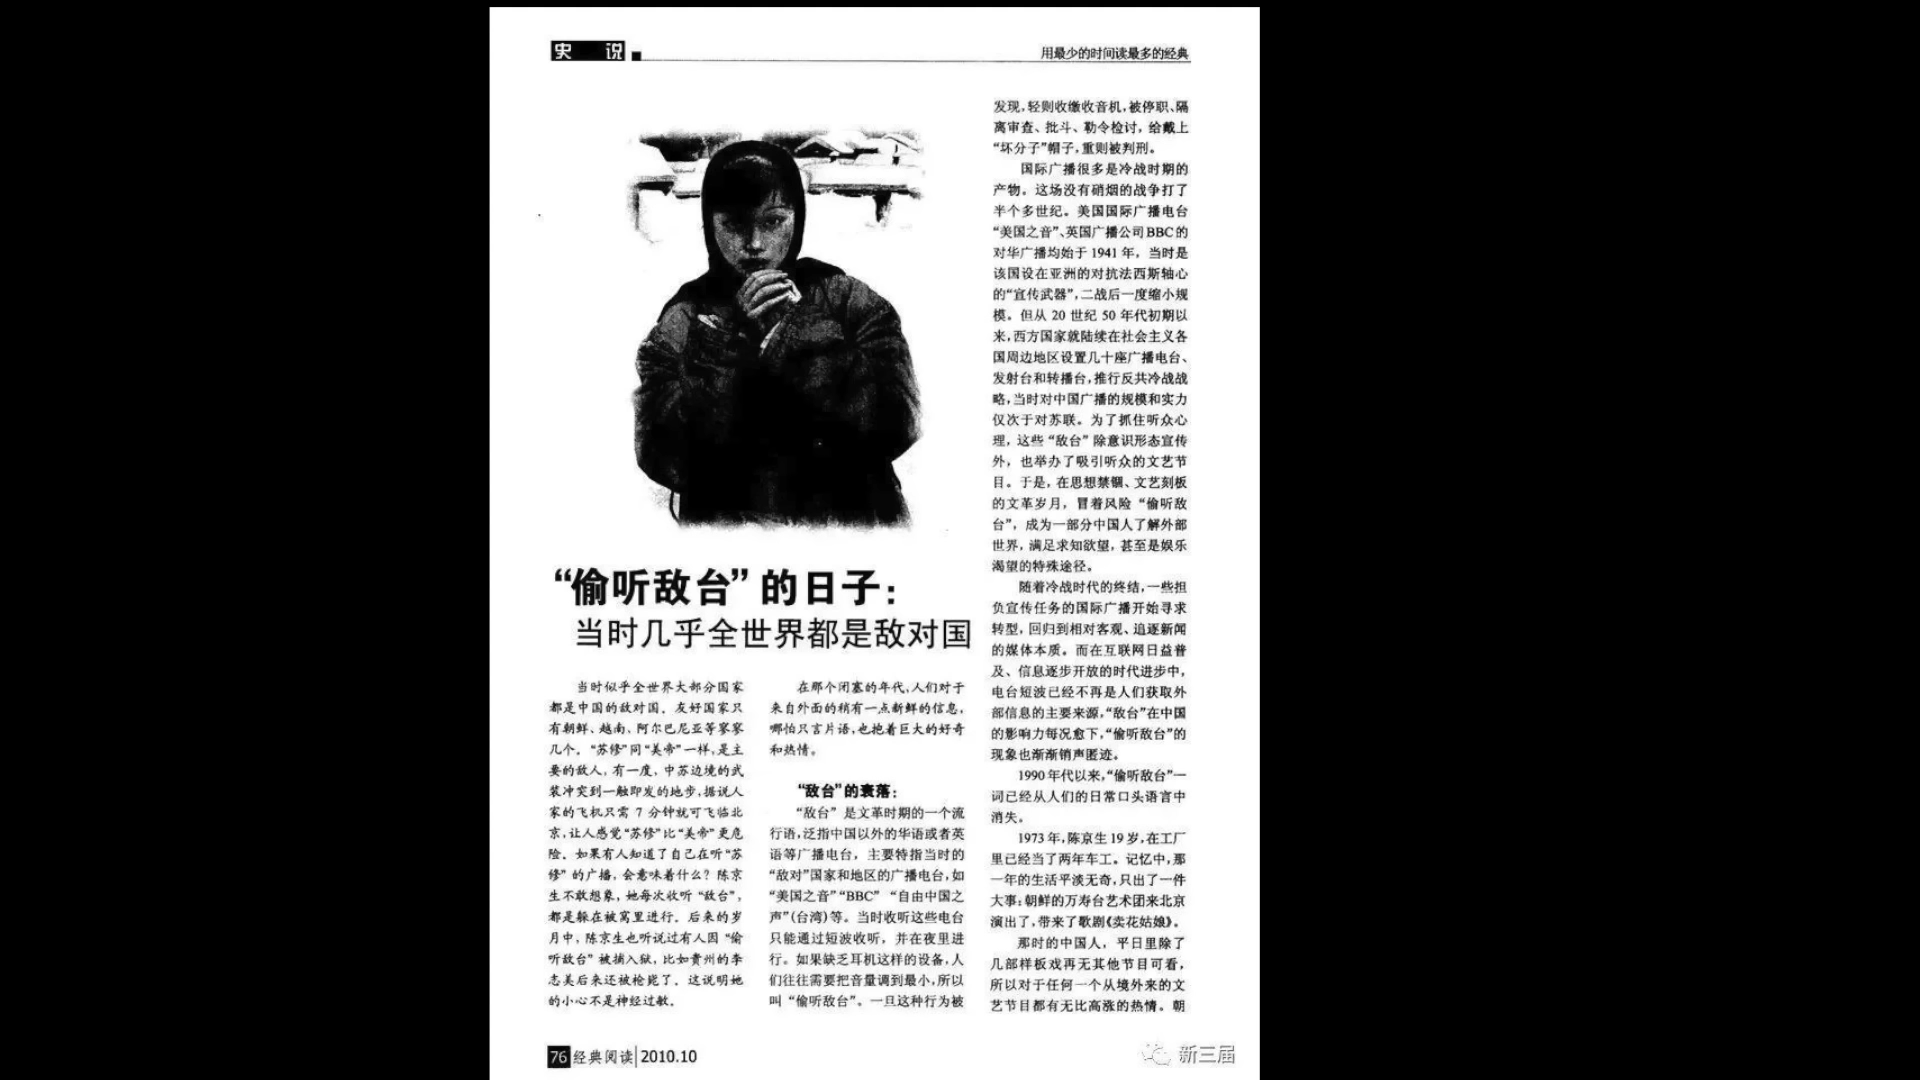 史 说
用最少的时间读最多的经典
“偷听敌台”的日子：
当时几乎全世界都是敌对国
当时似乎全世界大部分国家
都是中国的敌对国。友好国家只
有朝鲜、越南、阿尔巴尼亚等寥寥
几个。“苏修”同“美帝”一样,是主
要的敌人,有一度,中苏边境的武
装冲突到一触即发的地步,据说人
家的飞机只需 7 分钟就可飞临北
京,让人感觉“苏修”比“美帝”更危
险。如果有人知道了自己在听“苏
修”的广播,会意味着什么？陈京
生不敢想象,她每次收听“敌台”,
都是躲在被窝里进行。后来的岁
月中,陈京生也听说过有人因“偷
听敌台”被捕入狱,比如贵州的李
志美后来还被枪毙了。这说明她
的小心不是神经过敏。
在那个闭塞的年代,人们对于
来自外面的稍有一点新鲜的信息,
哪怕只言片语,也抱着巨大的好奇
和热情。
“敌台”的衰落：
“敌台”是文革时期的一个流
行语,泛指中国以外的华语或者英
语等广播电台，主要特指当时的
“敌对”国家和地区的广播电台,如
“美国之音”“BBC” “自由中国之
声”(台湾)等。当时收听这些电台
只能通过短波收听，并在夜里进
行。如果缺乏耳机这样的设备,人
们往往需要把音量调到最小,所以
叫“偷听敌台”。一旦这种行为被
发现,轻则收缴收音机,被停职、隔
离审查、批斗、勒令检讨，给戴上
“坏分子”帽子,重则被判刑。
国际广播很多是冷战时期的
产物。这场没有硝烟的战争打了
半个多世纪。美国国际广播电台
“美国之音”、英国广播公司BBC的
对华广播均始于 1941 年，当时是
该国设在亚洲的对抗法西斯轴心
的“宣传武器”,二战后一度缩小规
模。但从 20 世纪 50 年代初期以
来,西方国家就陆续在社会主义各
国周边地区设置几十座广播电台、
发射台和转播台,推行反共冷战战
略,当时对中国广播的规模和实力
仅次于对苏联。为了抓住听众心
理，这些“敌台”除意识形态宣传
外，也举办了吸引听众的文艺节
目。于是,在思想禁锢、文艺刻板
的文革岁月，冒着风险“偷听敌
台”，成为一部分中国人了解外部
世界，满足求知欲望，甚至是娱乐
渴望的特殊途径。
随着冷战时代的终结,一些担
负宣传任务的国际广播开始寻求
转型,回归到相对客观、追逐新闻
的媒体本质。而在互联网日益普
及、信息逐步开放的时代进步中,
电台短波已经不再是人们获取外
部信息的主要来源,“敌台”在中国
的影响力每况愈下,“偷听敌台”的
现象也渐渐销声匿迹。
1990 年代以来,“偷听敌台”一
词已经从人们的日常口头语言中
消失。
1973 年,陈京生 19 岁,在工厂
里已经当了两年车工。记忆中,那
一年的生活平淡无奇,只出了一件
大事:朝鲜的万寿台艺术团来北京
演出了,带来了歌剧《卖花姑娘》。
那时的中国人，平日里除了
几部样板戏再无其他节目可看，
所以对于任何一个从境外来的文
艺节目都有无比高涨的热情。朝
76 经典阅读 2010.10
新三届